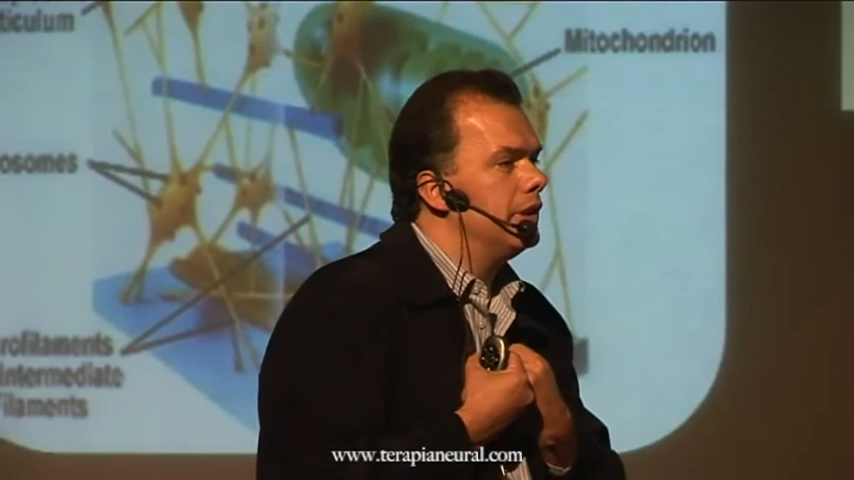 ticulum
Mitochondrion
osomes
rofilaments
Intermediate
Filaments
www.terapianeural.com